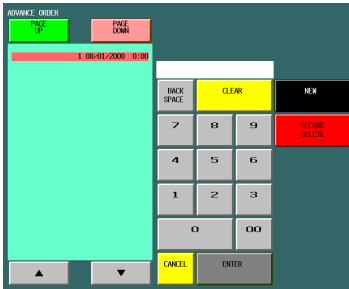 ADVANCE ORDER
PAGE
UP
PAGE
DOWN
1 08/01/2008 0:00
BACK
SPACE
CLEAR
NEW
7 8 9
RECORD
DELETE
4 5 6
1 2 3
0 00
CANCEL ENTER